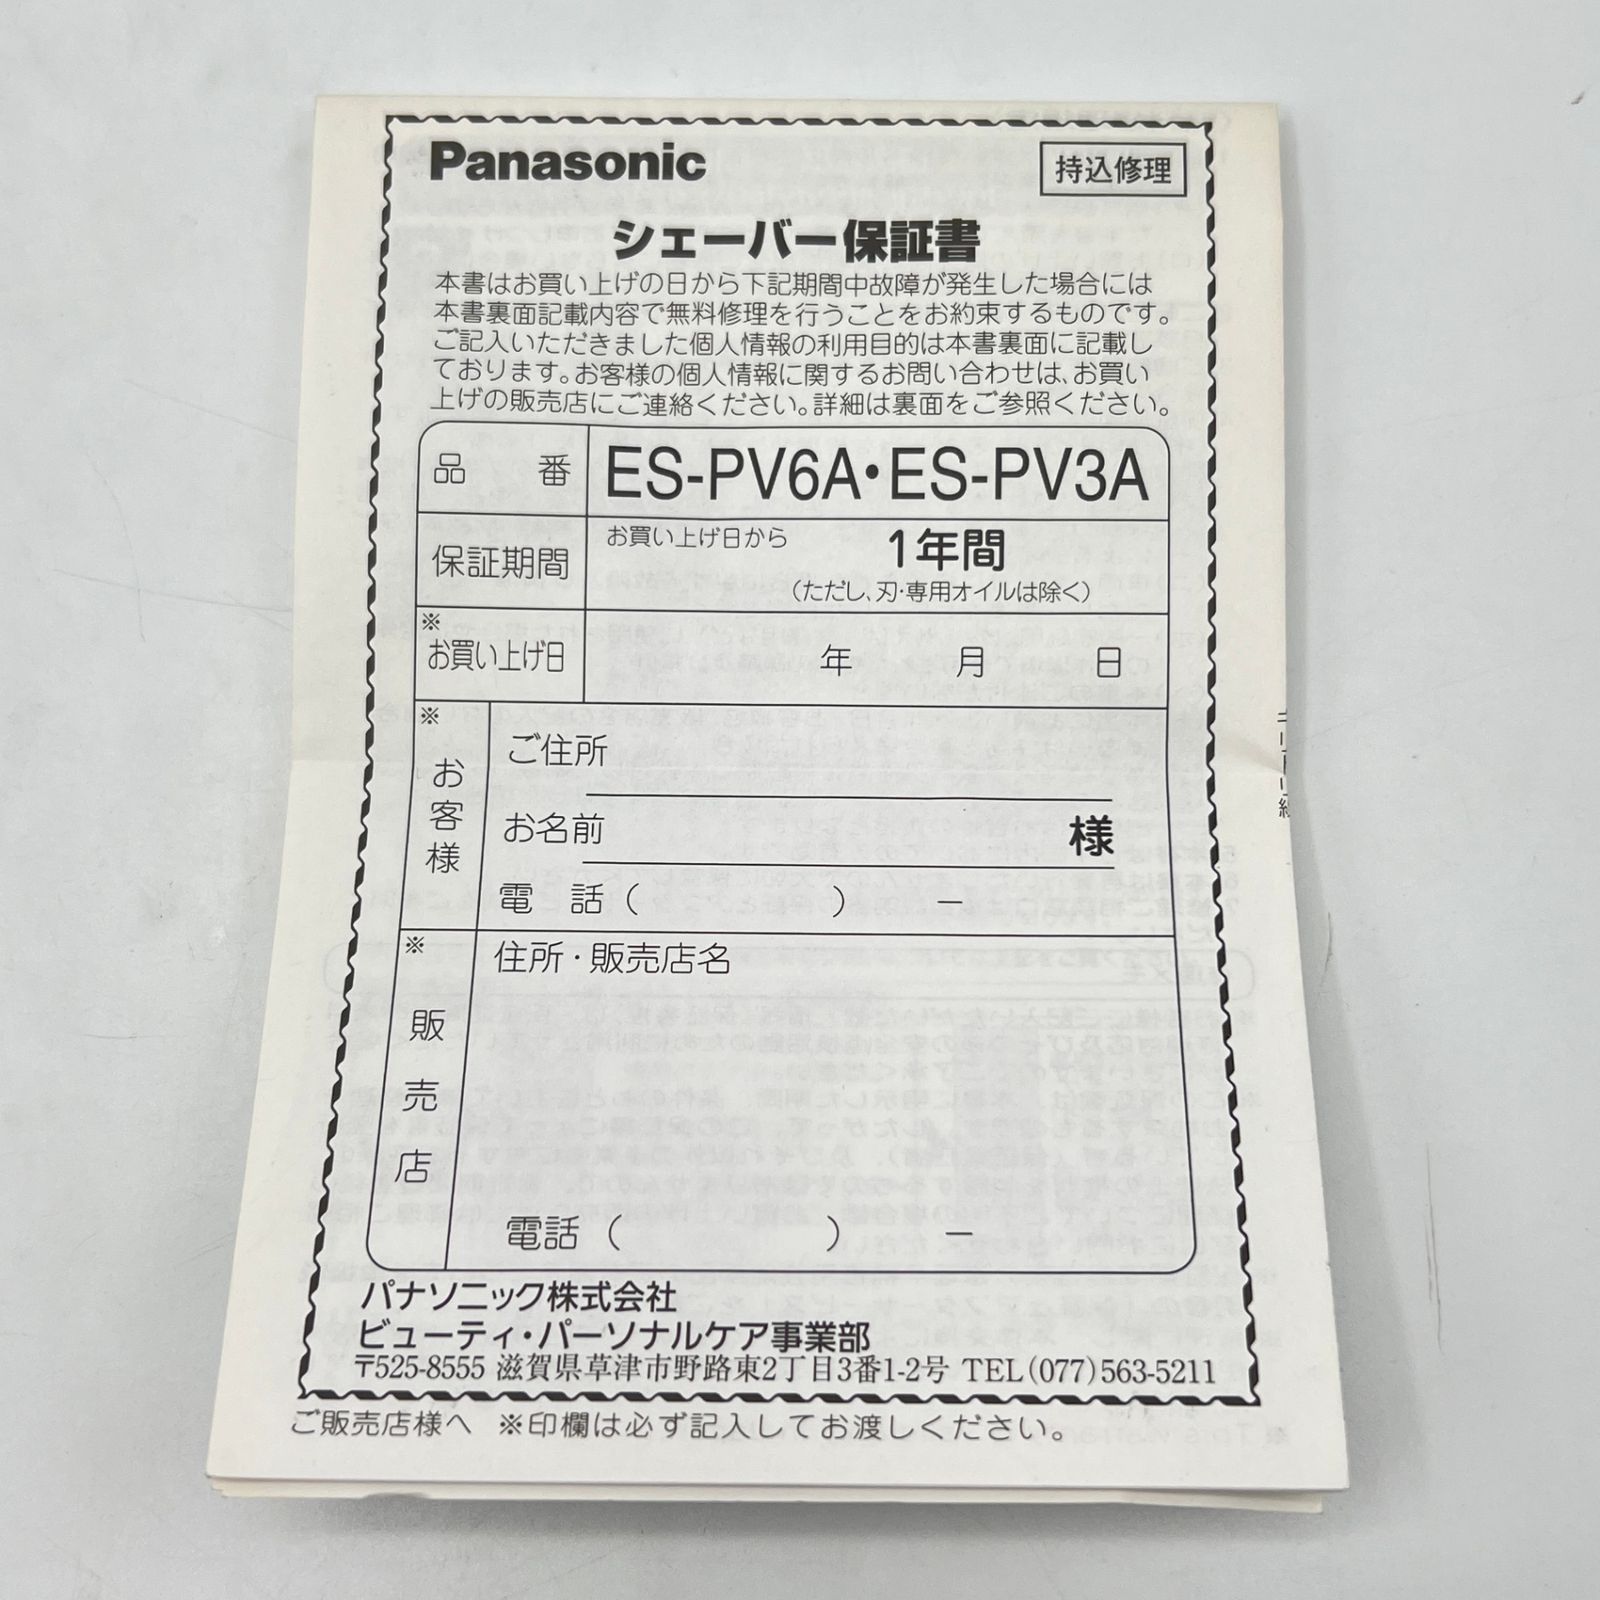 Panasonic
持込修理
シェーバー保証書
本書はお買い上げの日から下記期間中故障が発生した場合には
本書裏面記載内容で無料修理を行うことをお約束するものです。
ご記入いただきました個人情報の利用目的は本書裏面に記載し
ております。お客様の個人情報に関するお問い合わせは、お買い
上げの販売店にご連絡ください。詳細は裏面をご参照ください。
品 番 ES-PV6A・ES-PV3A
保証期間 お買い上げ日から 1年間
(ただし、刃・専用オイルは除く)
※
お買い上げ日 年 月 日
※
お客様
ご住所
お名前 様
電 話 ( ) ー
※
販売店
住所・販売店名
電話 ( ) ー
パナソニック株式会社
ビューティ・パーソナルケア事業部
〒525-8555 滋賀県草津市野路東2丁目3番1-2号 TEL(077)563-5211
ご販売店様へ ※印欄は必ず記入してお渡しください。